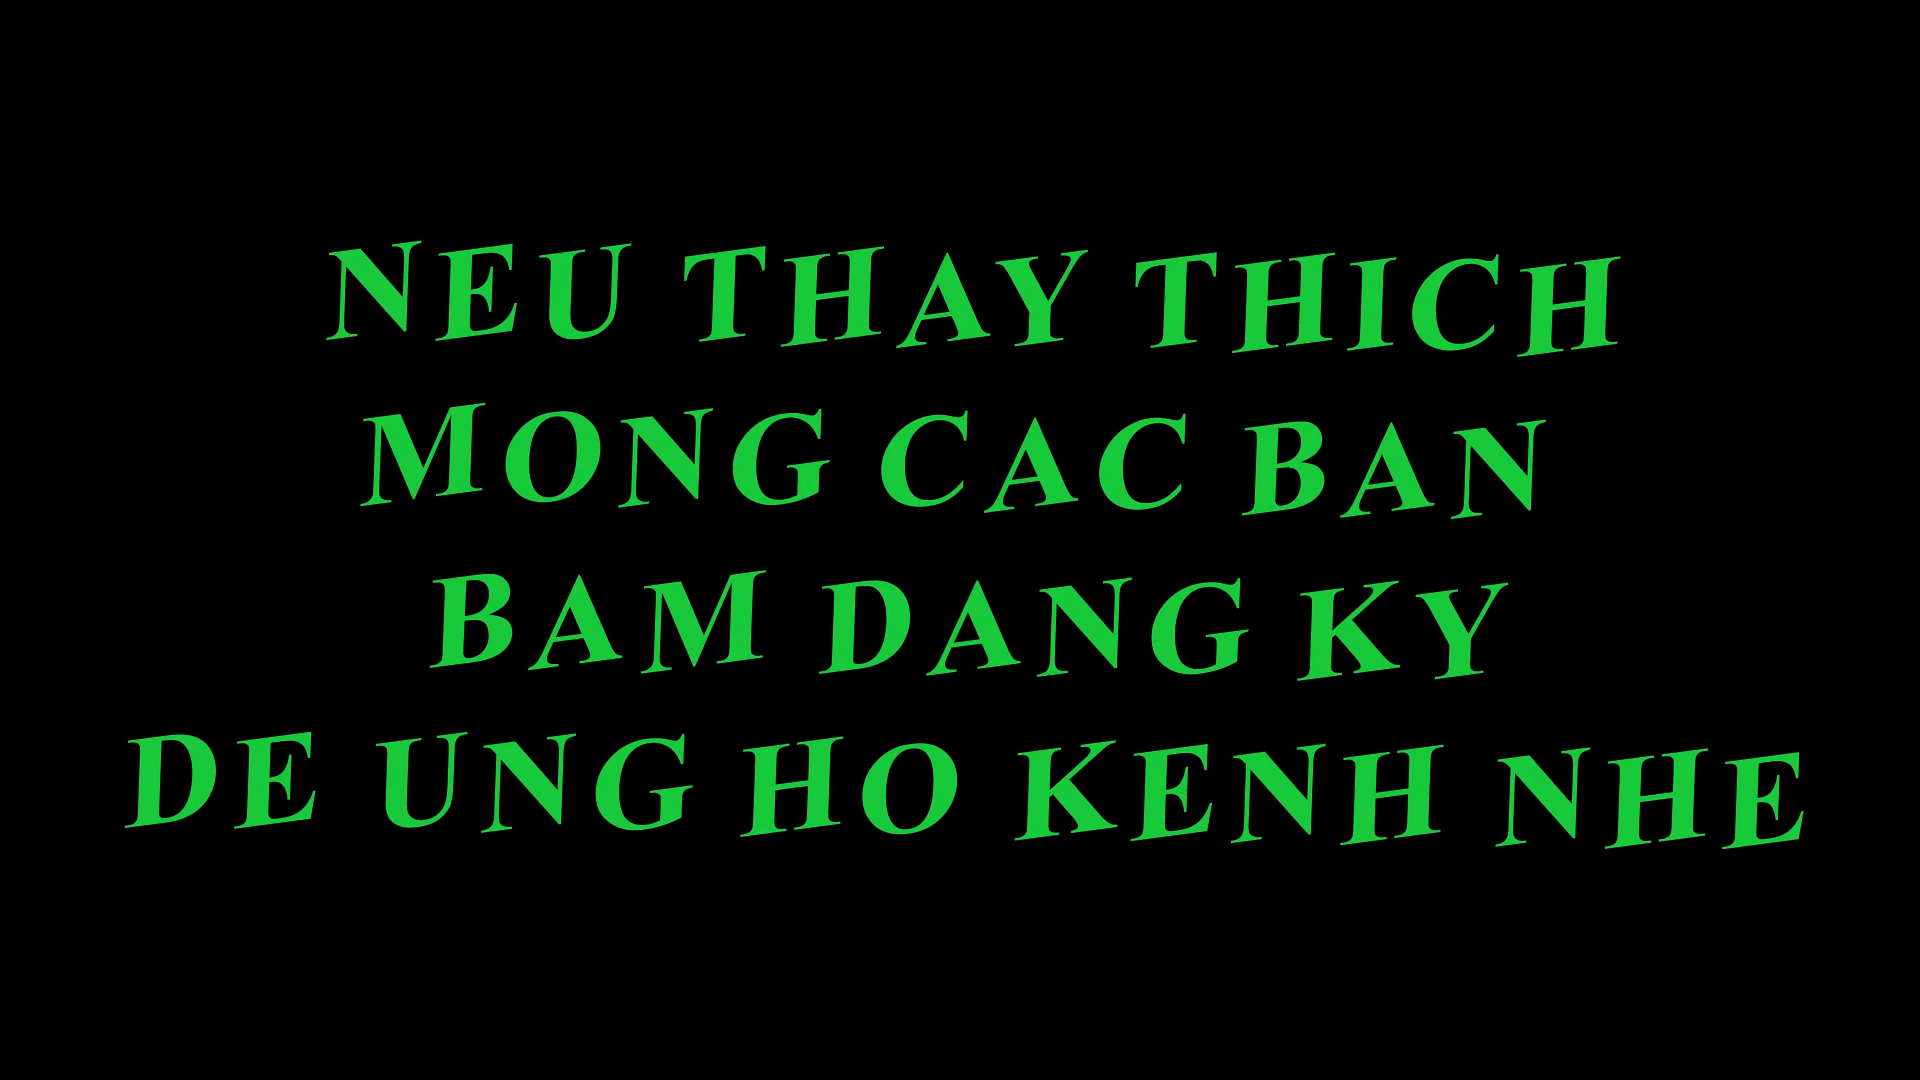 NEU THAY THICH
MONG CAC BAN
BAM DANG KY
DE UNG HO KENH NHE